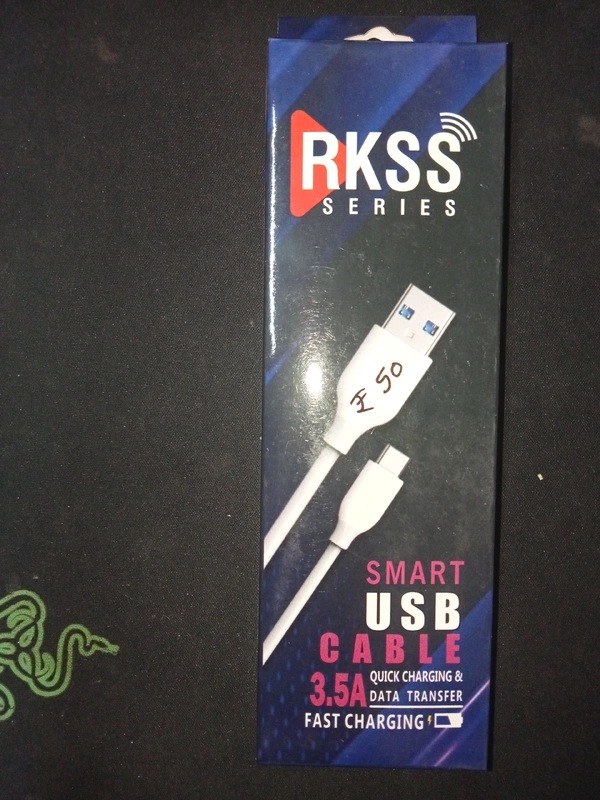 RKSS
SERIES
₹ 50
SMART
USB
CABLE
3.5A QUICK CHARGING &
DATA TRANSFER
FAST CHARGING